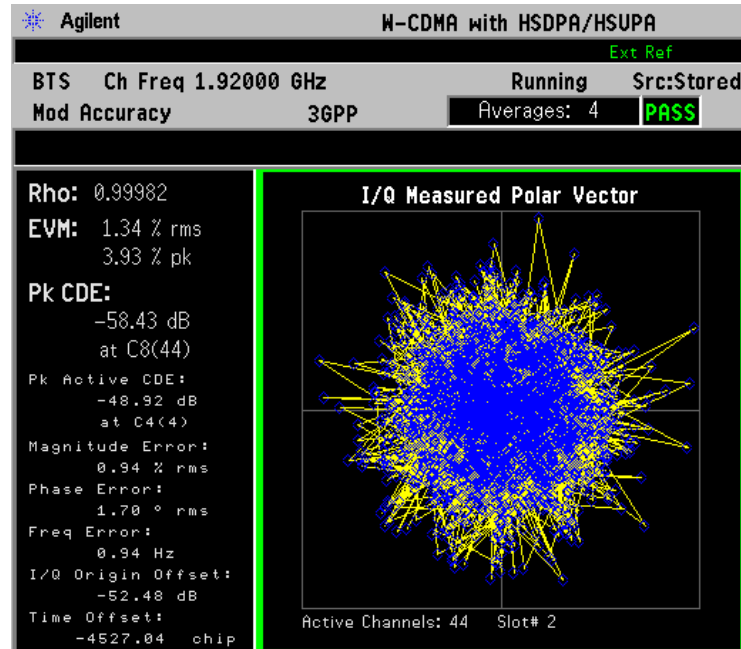 Agilent W-CDMA with HSDPA/HSUPA
Ext Ref
BTS Ch Freq 1.92000 GHz Running Src:Stored
Mod Accuracy 3GPP Averages: 4 PASS
Rho: 0.99982
EVM: 1.34 % rms
3.93 % pk
Pk CDE:
-58.43 dB
at C8(44)
Pk Active CDE:
-48.92 dB
at C4(4)
Magnitude Error:
0.94 % rms
Phase Error:
1.70 ° rms
Freq Error:
0.94 Hz
I/Q Origin Offset:
-52.48 dB
Time Offset:
-4527.04 chip
I/Q Measured Polar Vector
Active Channels: 44 Slot# 2